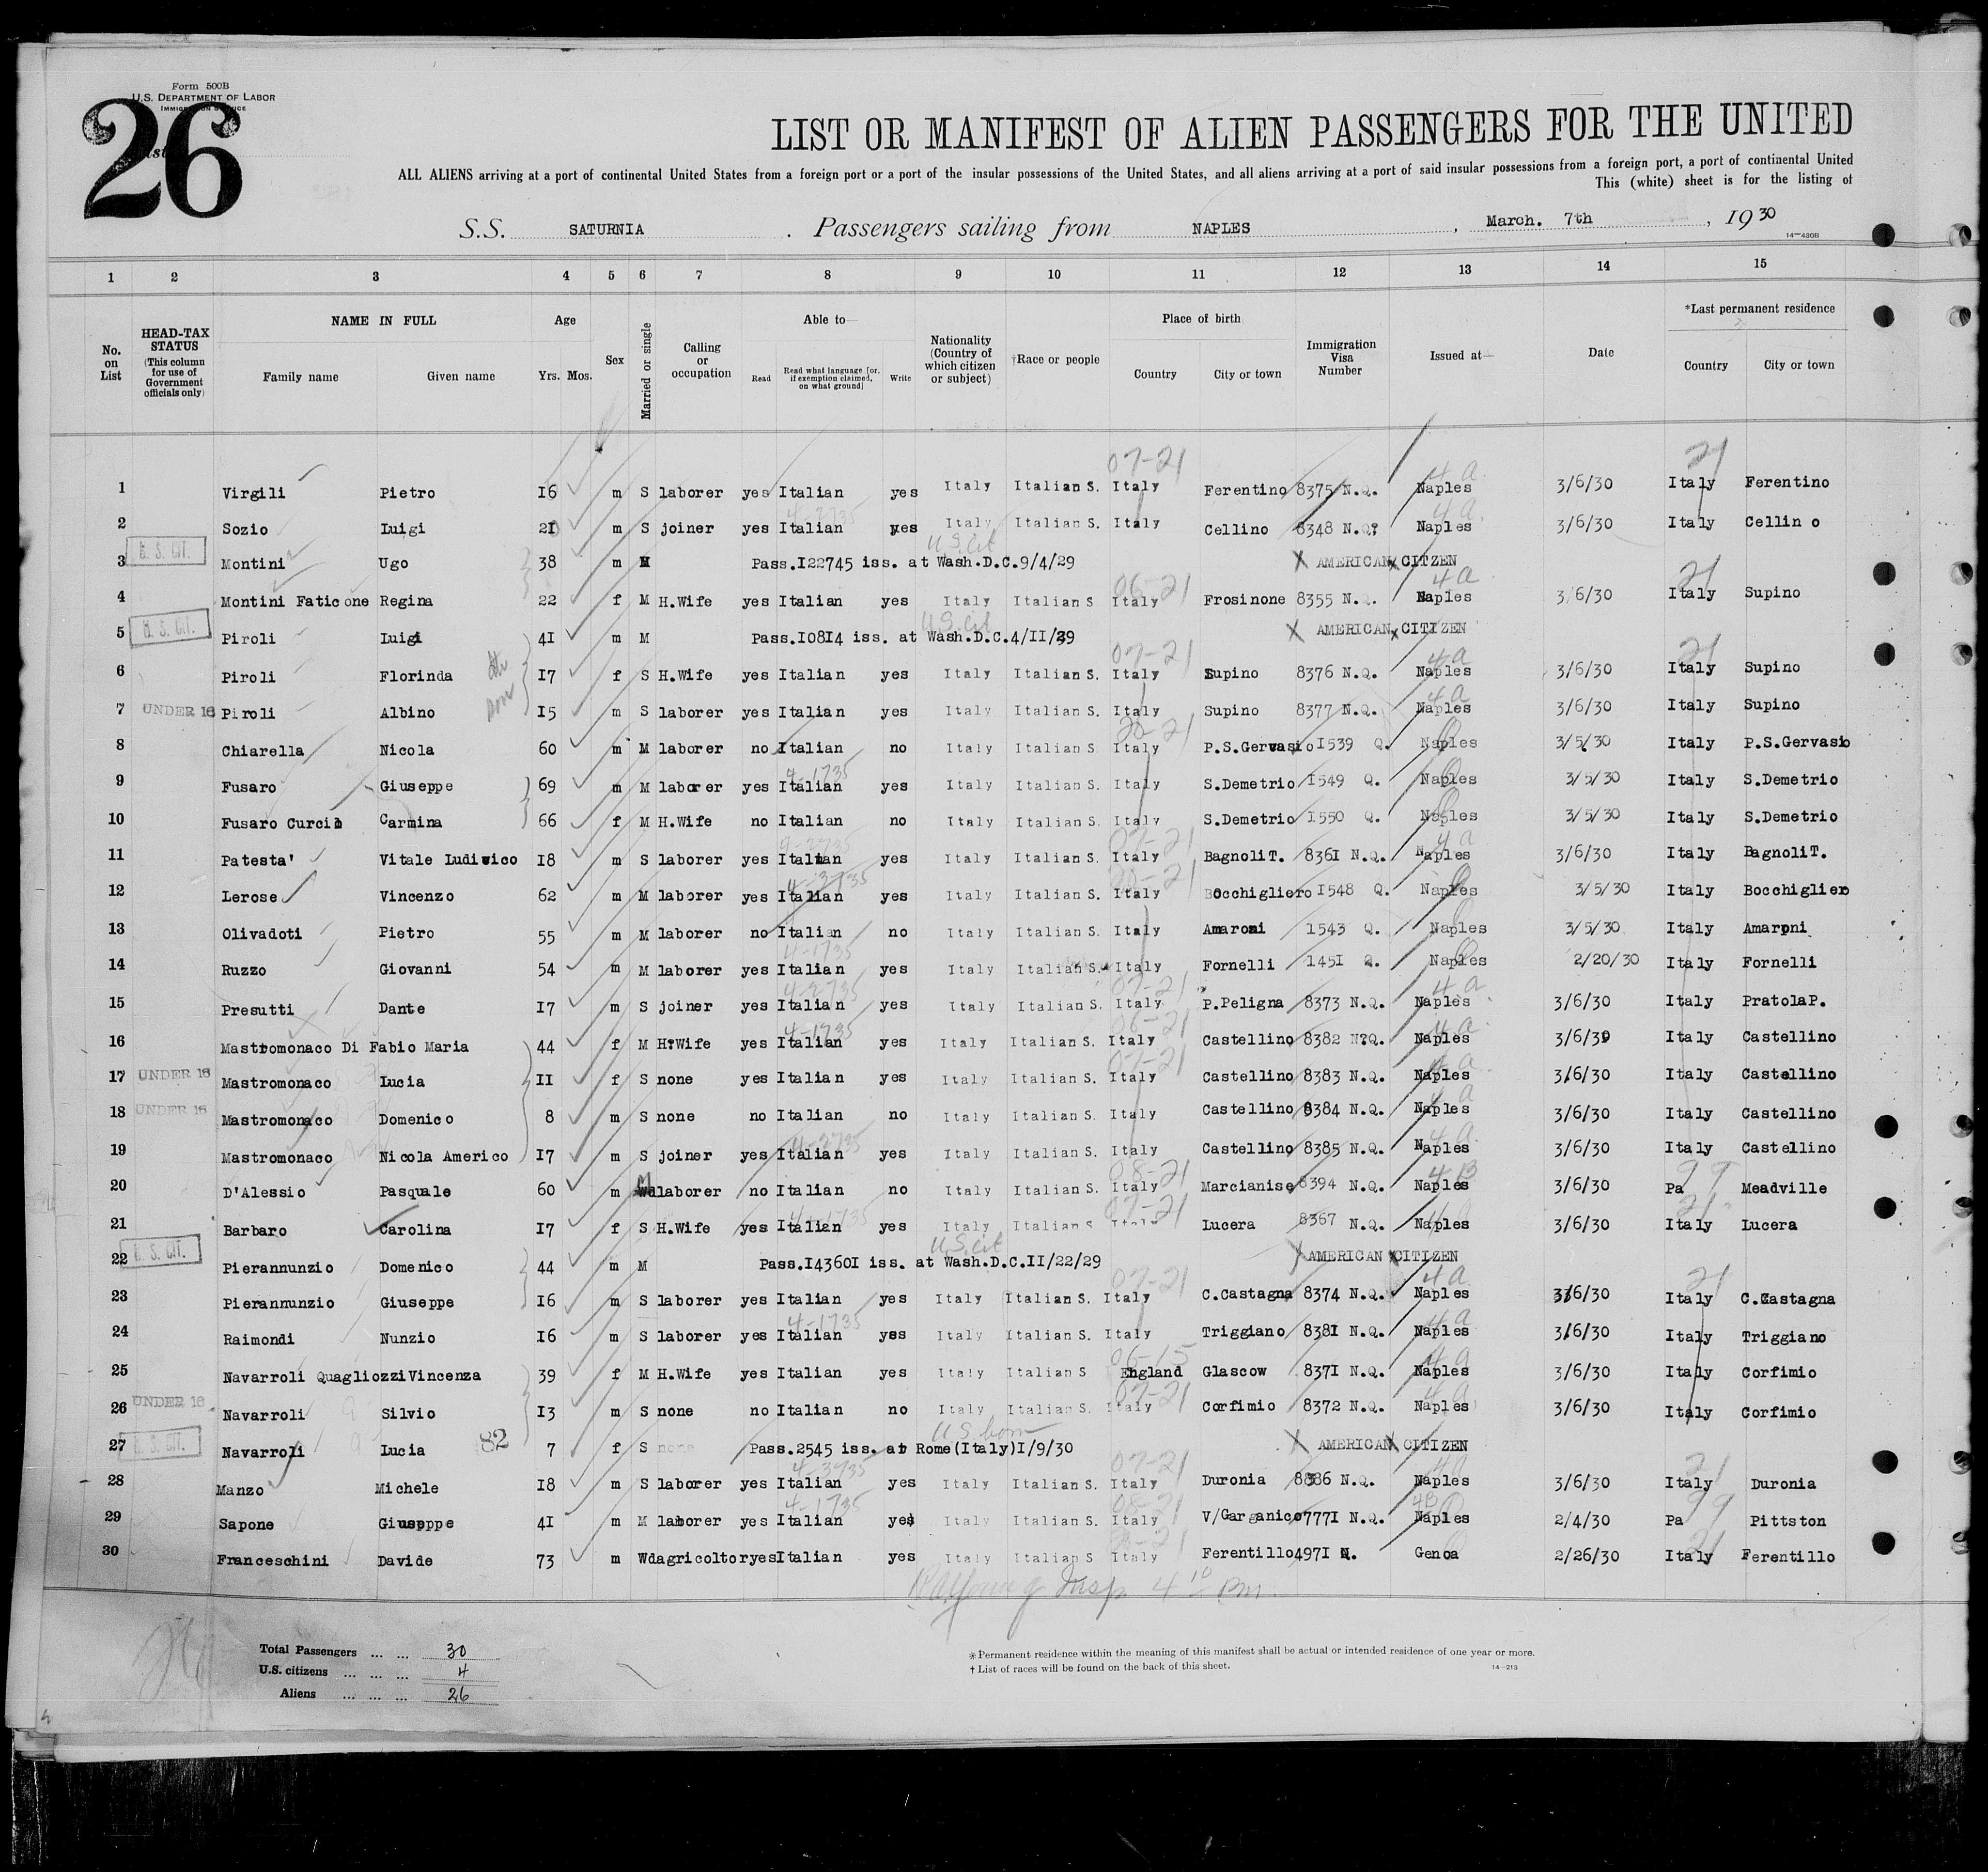 Form 500B
U.S. DEPARTMENT OF LABOR
26
LIST OR MANIFEST OF ALIEN PASSENGERS FOR THE UNITED
ALL ALIENS arriving at a port of continental United States from a foreign port or a port of the insular possessions of the United States, and all aliens arriving at a port of said insular possessions from a foreign port, a port of continental United
This (white) sheet is for the listing of
S.S. SATURNIA . Passengers sailing from NAPLES , March. 7th , 1930
14—430B
1 2 3 4 5 6 7 8 9 10 11 12 13 14 15
No. on List
HEAD-TAX STATUS (This column for use of Government officials only)
NAME IN FULL Family name Given name
Age Yrs. Mos.
Sex
Married or single
Calling or occupation
Able to— Read Read what language [or, if exemption claimed, on what ground] Write
Nationality (Country of which citizen or subject)
†Race or people
Place of birth Country City or town
Immigration Visa Number
Issued at—
Date
*Last permanent residence Country City or town
07-21 4a 21
1 Virgili Pietro 16 m S laborer yes Italian yes Italy Italian S. Italy Ferentino 8375 N.Q. Naples 3/6/30 Italy Ferentino
2 Sozio Luigi 21 m S joiner yes Italian yes Italy Italian S. Italy Cellino 8348 N.Q. Naples 3/6/30 Italy Cellin o
3 U.S. CIT. Montini Ugo 38 m M Pass.I22745 iss. at Wash.D.C.9/4/29 U.S. Cit X AMERICAN X CITZEN
4 Montini Faticone Regina 22 f M H.Wife yes Italian yes Italy Italian S Italy Frosinone 8355 N.Q. Naples 3/6/30 Italy Supino
5 U.S. CIT. Piroli Luigi 41 m M Pass.I08I4 iss. at Wash.D.C.4/II/29 U.S. Cit X AMERICAN X CITIZEN
6 Piroli Florinda 17 f S H.Wife yes Italian yes Italy Italian S. Italy Supino 8376 N.Q. Naples 3/6/30 Italy Supino
7 UNDER 16 Piroli Albino 15 m S laborer yes Italian yes Italy Italian S. Italy Supino 8377 N.Q. Naples 3/6/30 Italy Supino
8 Chiarella Nicola 60 m M laborer no Italian no Italy Italian S Italy P.S.Gervasio 1539 Q. Naples 3/5/30 Italy P.S.Gervasio
9 Fusaro Giuseppe 69 m M laborer yes Italian yes Italy Italian S. Italy S.Demetrio 1549 Q. Naples 3/5/30 Italy S.Demetrio
10 Fusaro Curcio Carmina 66 f M H.Wife no Italian no Italy Italian S. Italy S.Demetrio 1550 Q. Naples 3/5/30 Italy S.Demetrio
11 Patesta' Vitale Ludivico 18 m S laborer yes Italian yes Italy Italian S. Italy BagnoliT. 8361 N.Q. Naples 3/6/30 Italy BagnoliT.
12 Lerose Vincenzo 62 m M laborer yes Italian yes Italy Italian S. Italy Bocchigliero 1548 Q. Naples 3/5/30 Italy Bocchigliero
13 Olivadoti Pietro 55 m M laborer no Italian no Italy Italian S. Italy Amaroni 1543 Q. Naples 3/5/30 Italy Amaroni
14 Ruzzo Giovanni 54 m M laborer yes Italian yes Italy Italian S. Italy Fornelli 1451 Q. Naples 2/20/30 Italy Fornelli
15 Presutti Dante 17 m S joiner yes Italian yes Italy Italian S. Italy P.Peligna 8373 N.Q. Naples 3/6/30 Italy PratolaP.
16 Mastromonaco Di Fabio Maria 44 f M H.Wife yes Italian yes Italy Italian S. Italy Castellino 8382 N?Q. Naples 3/6/30 Italy Castellino
17 UNDER 16 Mastromonaco Lucia II f S none yes Italian yes Italy Italian S. Italy Castellino 8383 N.Q. Naples 3/6/30 Italy Castellino
18 UNDER 16 Mastromonaco Domenico 8 m S none no Italian no Italy Italian S. Italy Castellino 8384 N.Q. Naples 3/6/30 Italy Castellino
19 Mastromonaco Nicola Americo 17 m S joiner yes Italian yes Italy Italian S. Italy Castellino 8385 N.Q. Naples 3/6/30 Italy Castellino
20 D'Alessio Pasquale 60 m M laborer no Italian no Italy Italian S. Italy Marcianise 8394 N.Q. Naples 3/6/30 Pa Meadville
21 Barbaro Carolina 17 f S H.Wife yes Italian yes Italy Italian S Italy Lucera 8367 N.Q. Naples 3/6/30 Italy Lucera
22 U.S. CIT. Pierannunzio Domenico 44 m M Pass.I4360I iss. at Wash.D.C.II/22/29 U.S. Cit X AMERICAN X CITIZEN
23 Pierannunzio Giuseppe 16 m S laborer yes Italian yes Italy Italian S. Italy C.Castagna 8374 N.Q. Naples 3/6/30 Italy C.Castagna
24 Raimondi Nunzio 16 m S laborer yes Italian yes Italy Italian S. Italy Triggiano 8381 N.Q. Naples 3/6/30 Italy Triggiano
25 Navarroli Quagliozzi Vincenza 39 f M H.Wife yes Italian yes Italy Italian S England Glascow 8371 N.Q. Naples 3/6/30 Italy Corfimio
26 UNDER 16 Navarroli Silvio 13 m S none no Italian no Italy Italian S. Italy Corfimio 8372 N.Q. Naples 3/6/30 Italy Corfimio
27 U.S. CIT. Navarroli Lucia 82 7 f S none Pass.2545 iss. at Rome(Italy)I/9/30 U.S. born X AMERICAN X CITIZEN
28 Manzo Michele 18 m S laborer yes Italian yes Italy Italian S. Italy Duronia 8386 N.Q. Naples 3/6/30 Italy Duronia
29 Sapone Giuseppe 41 m M laborer yes Italian yes Italy Italian S. Italy V/Garganico 7771 N.Q. Naples 2/4/30 Pa Pittston
30 Franceschini Davide 73 m Wd agricoltor yes Italian yes Italy Italian S Italy Ferentillo 4971 Q. Genoa 2/26/30 Italy Ferentillo
Young Insp 4 10 Pm.
Total Passengers ... ... 30
U.S. citizens ... ... ... 4
Aliens ... ... ... 26
* Permanent residence within the meaning of this manifest shall be actual or intended residence of one year or more.
† List of races will be found on the back of this sheet. 14—213